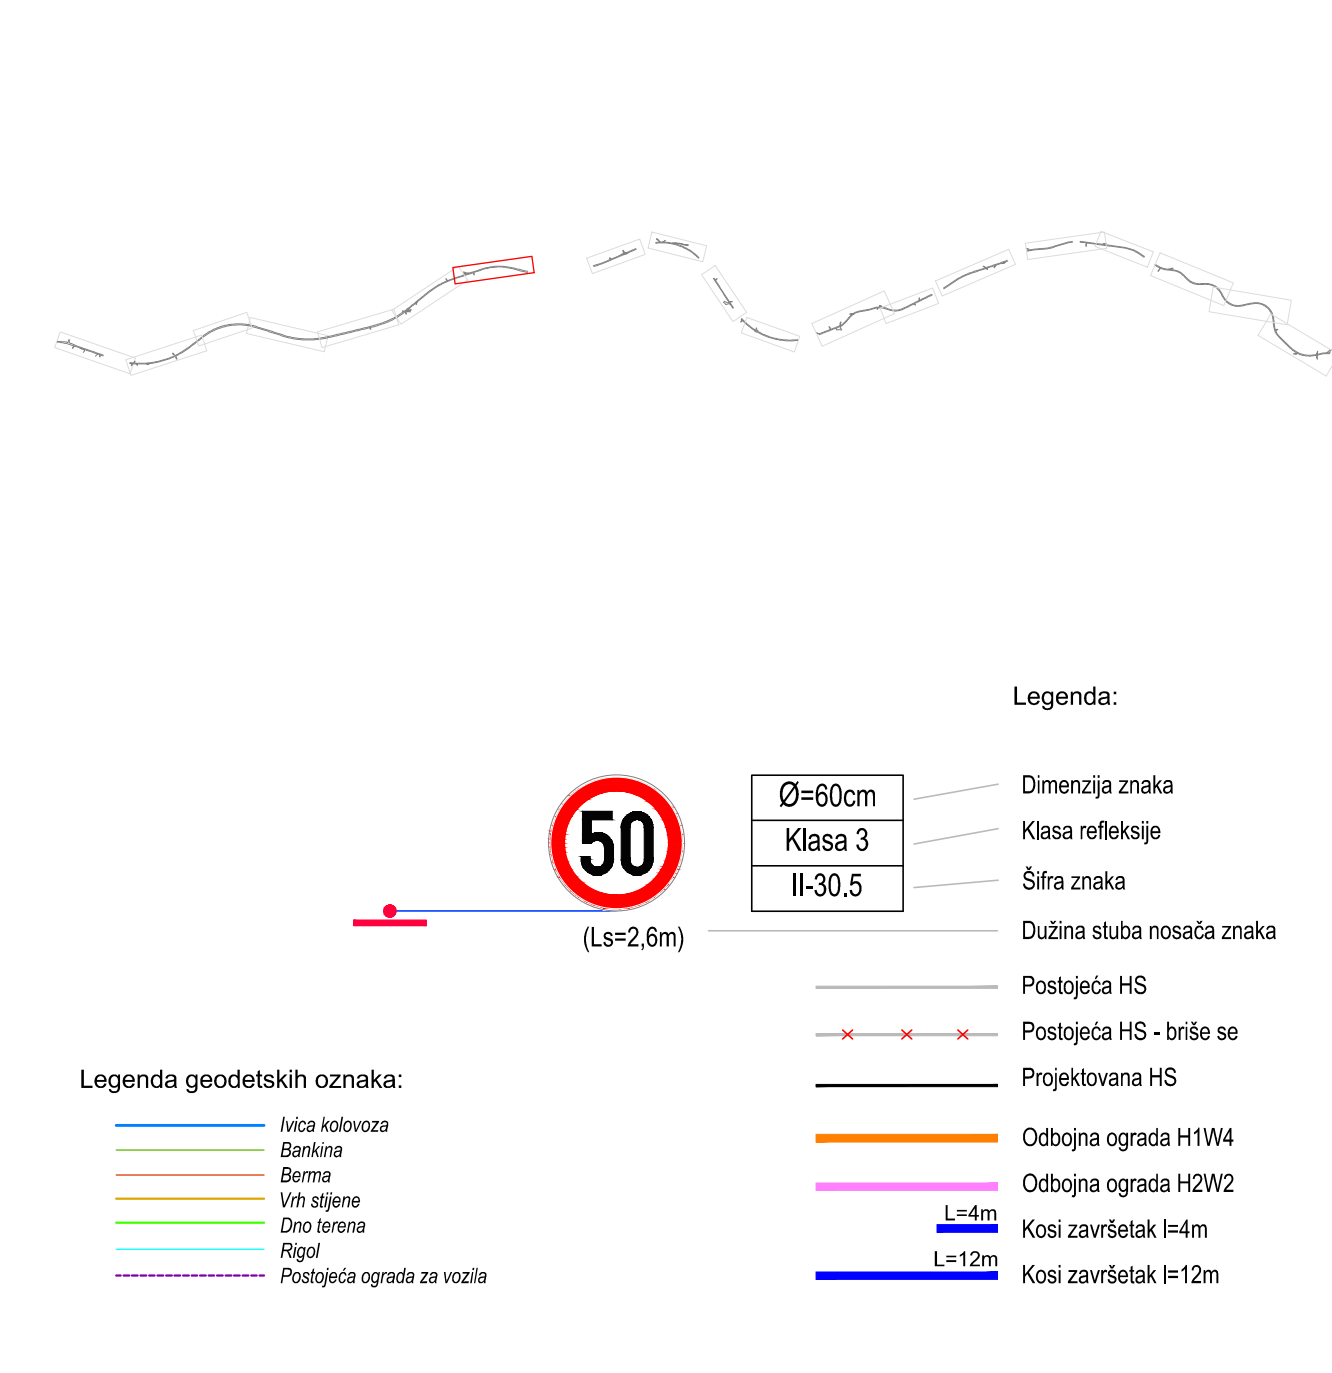 Legenda:
50
Ø=60cm
Klasa 3
II-30.5
(Ls=2,6m)
Dimenzija znaka
Klasa refleksije
Šifra znaka
Dužina stuba nosača znaka
Postojeća HS
Postojeća HS - briše se
Projektovana HS
Odbojna ograda H1W4
Odbojna ograda H2W2
L=4m
Kosi završetak l=4m
L=12m
Kosi završetak l=12m
Legenda geodetskih oznaka:
Ivica kolovoza
Bankina
Berma
Vrh stijene
Dno terena
Rigol
Postojeća ograda za vozila